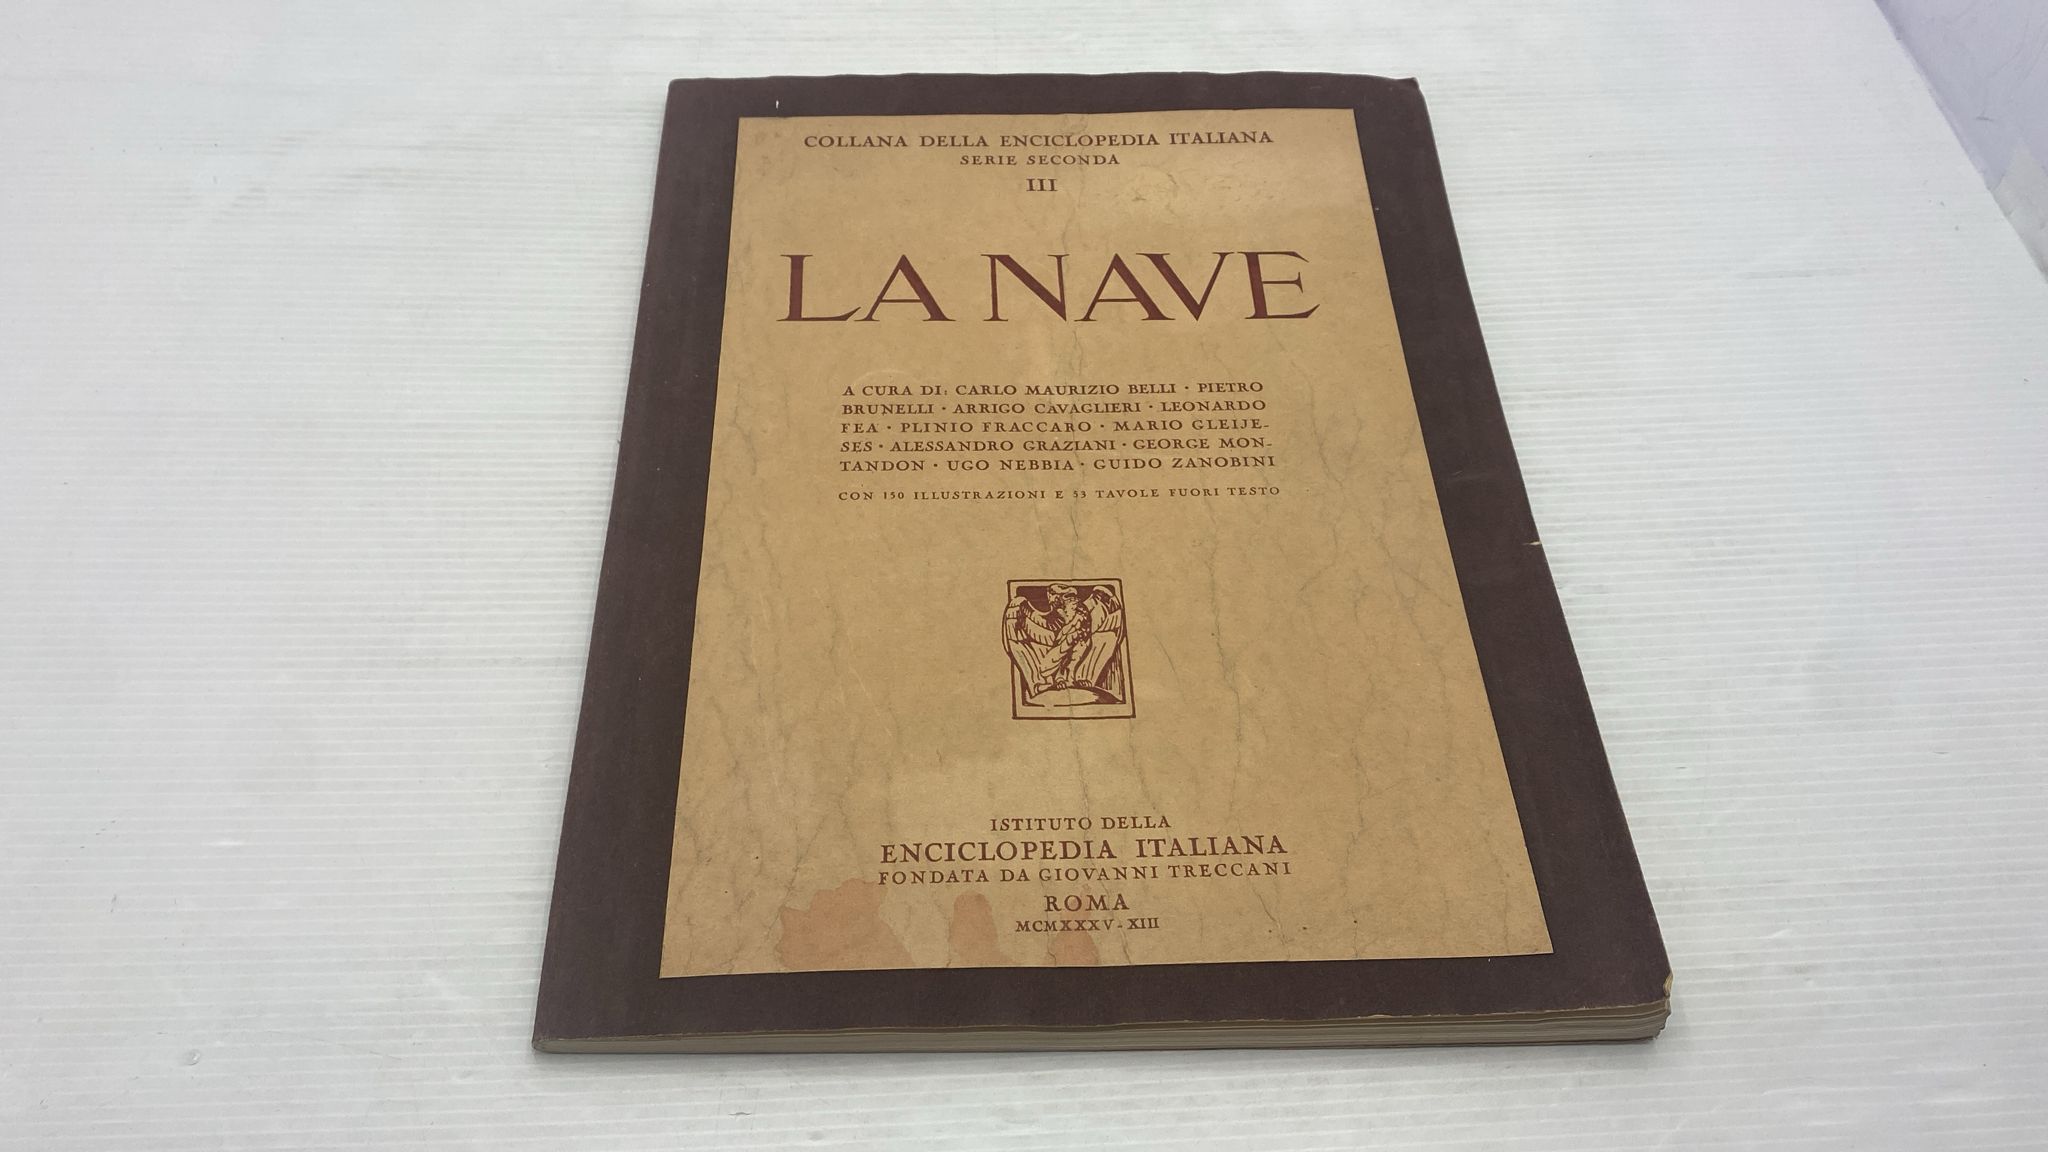 COLLANA DELLA ENCICLOPEDIA ITALIANA
SERIE SECONDA
III
LA NAVE
A CURA DI: CARLO MAURIZIO BELLI · PIETRO
BRUNELLI · ARRIGO CAVAGLIERI · LEONARDO
FEA · PLINIO FRACCARO · MARIO GLEIJE-
SES · ALESSANDRO GRAZIANI · GEORGE MON-
TANDON · UGO NEBBIA · GUIDO ZANOBINI
CON 150 ILLUSTRAZIONI E 53 TAVOLE FUORI TESTO
ISTITUTO DELLA
ENCICLOPEDIA ITALIANA
FONDATA DA GIOVANNI TRECCANI
ROMA
MCMXXXV - XIII